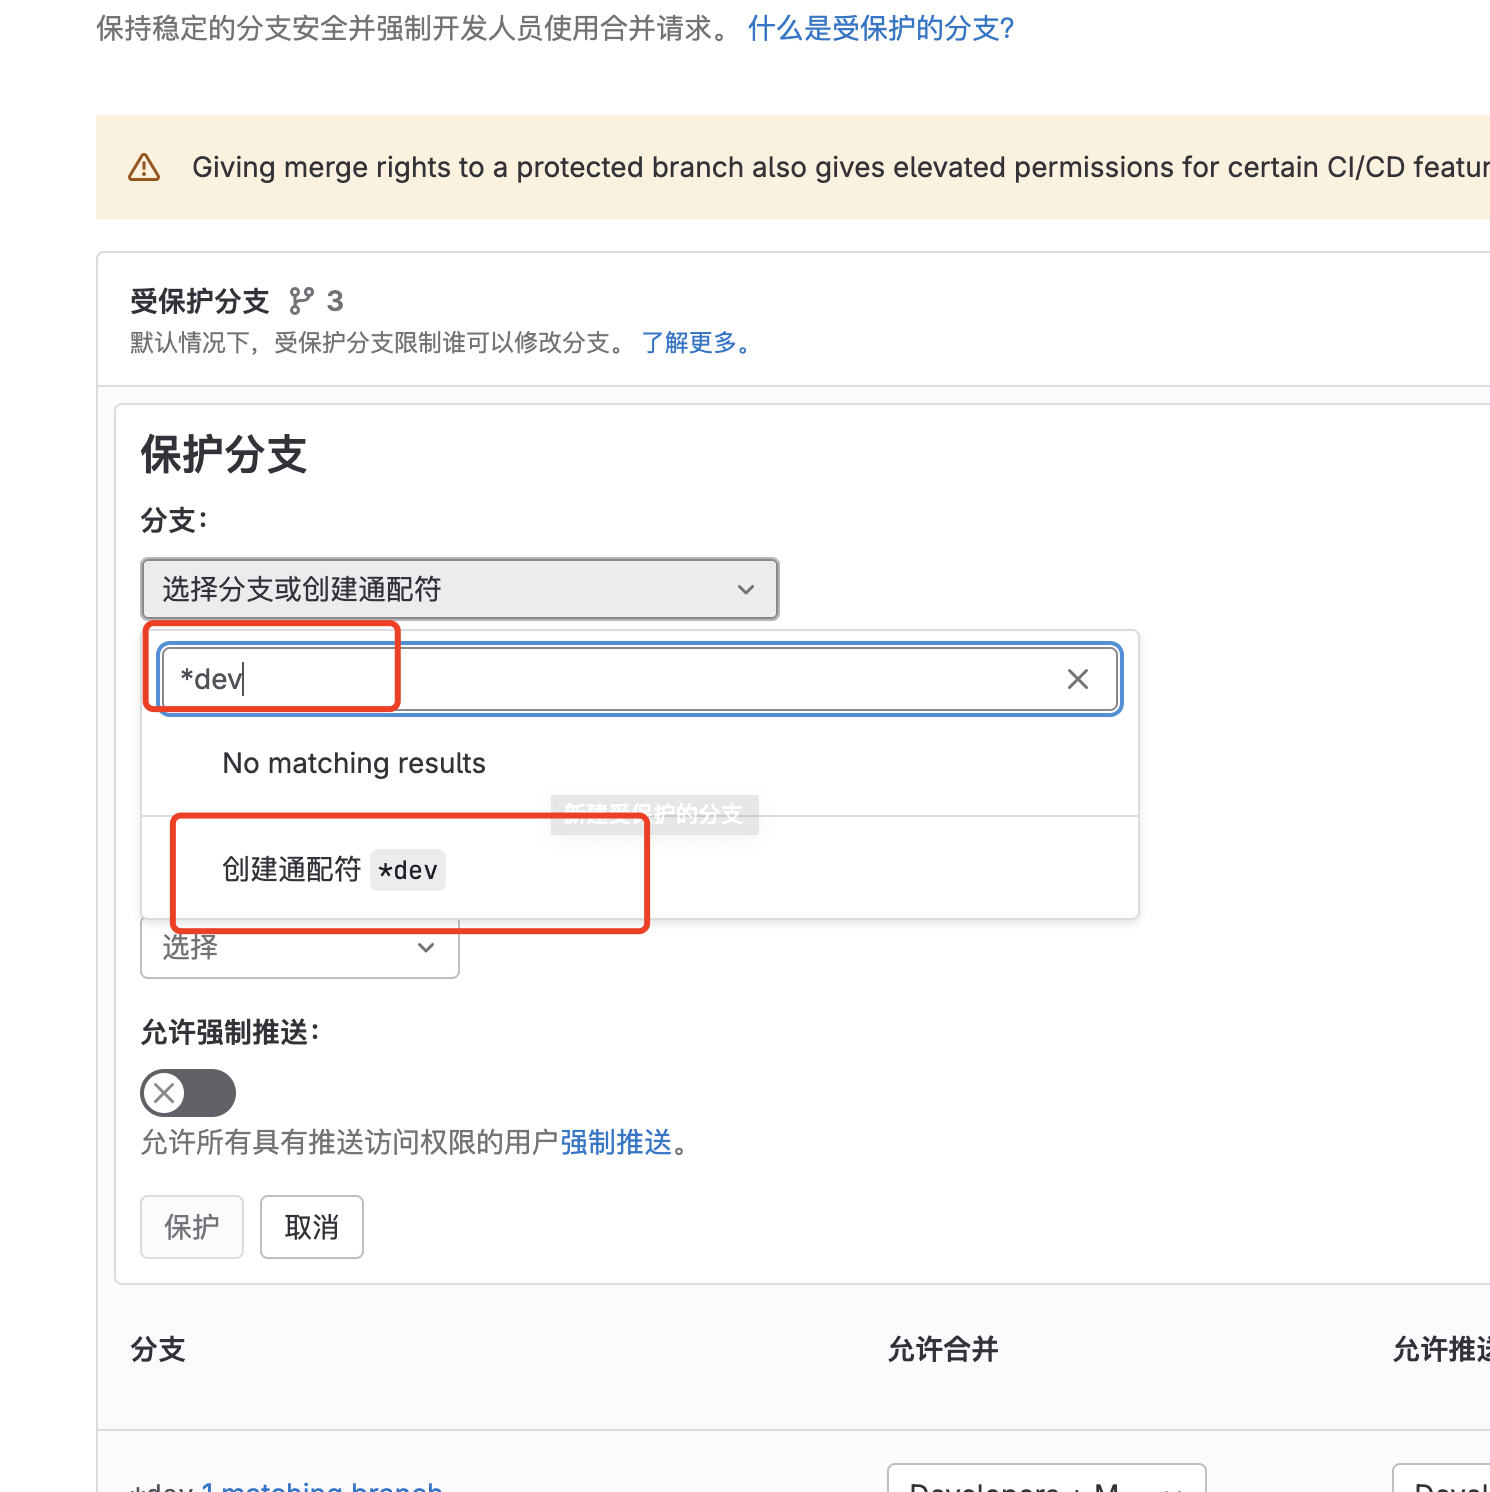 保持稳定的分支安全并强制开发人员使用合并请求。 什么是受保护的分支?
Giving merge rights to a protected branch also gives elevated permissions for certain CI/CD featur
受保护分支 3
默认情况下，受保护分支限制谁可以修改分支。 了解更多。
保护分支
分支：
选择分支或创建通配符
*dev
No matching results
新建受保护的分支
创建通配符 *dev
选择
允许强制推送：
允许所有具有推送访问权限的用户强制推送。
保护 取消
分支 允许合并 允许推送
*dev 1 matching branch Developers + M Devel